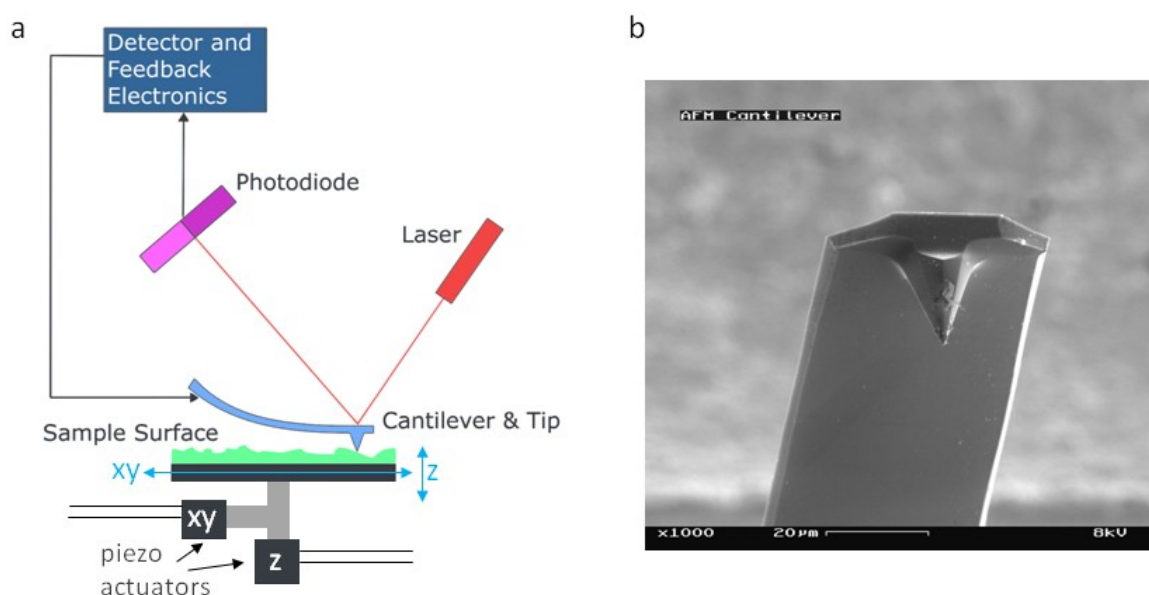 a
Detector and
Feedback
Electronics
Photodiode
Laser
Cantilever & Tip
Sample Surface
xy
z
xy
z
piezo
actuators
b
AFM Cantilever
x1000 20µm 8kV